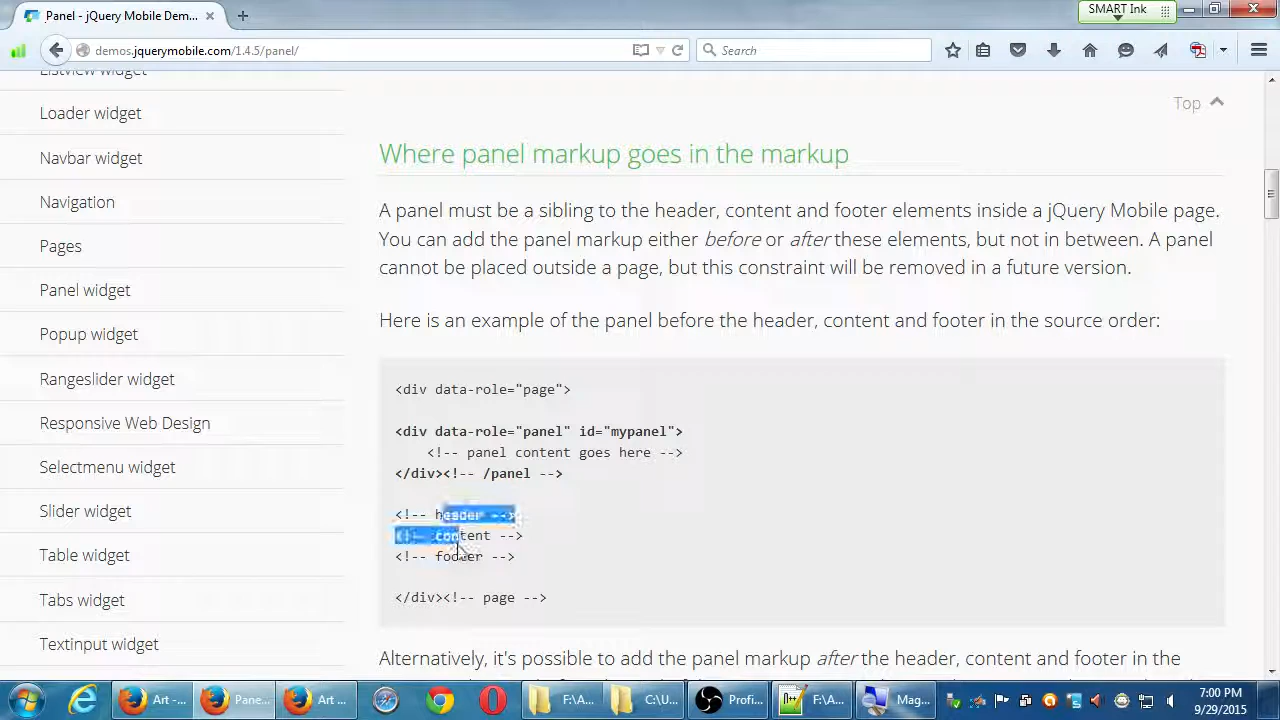 Panel - jQuery Mobile Dem...
SMART Ink
demos.jquerymobile.com/1.4.5/panel/
Search
Listview widget
Loader widget
Navbar widget
Navigation
Pages
Panel widget
Popup widget
Rangeslider widget
Responsive Web Design
Selectmenu widget
Slider widget
Table widget
Tabs widget
Textinput widget
Top
Where panel markup goes in the markup
A panel must be a sibling to the header, content and footer elements inside a jQuery Mobile page.
You can add the panel markup either before or after these elements, but not in between. A panel
cannot be placed outside a page, but this constraint will be removed in a future version.
Here is an example of the panel before the header, content and footer in the source order:
<div data-role="page">
<div data-role="panel" id="mypanel">
<!-- panel content goes here -->
</div><!-- /panel -->
<!-- header -->
<!-- content -->
<!-- footer -->
</div><!-- page -->
Alternatively, it's possible to add the panel markup after the header, content and footer in the
Art -...
Pane...
Art ...
F:\A...
C:\U...
Profi...
F:\A...
Mag...
7:00 PM
9/29/2015